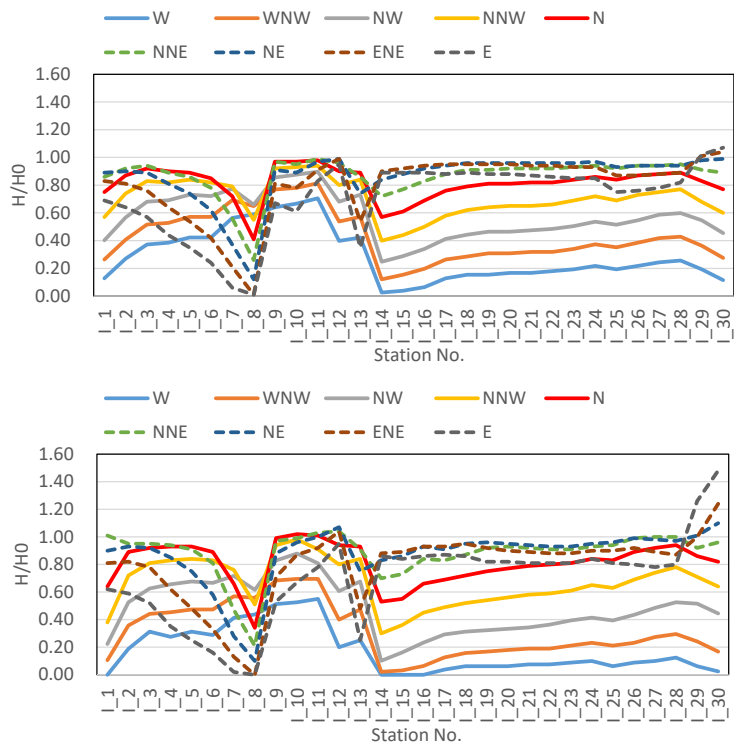 W WNW NW NNW N
NNE NE ENE E
1.60
1.40
1.20
1.00
0.80
0.60
0.40
0.20
0.00
H/H0
I_1 I_2 I_3 I_4 I_5 I_6 I_7 I_8 I_9 I_10 I_11 I_12 I_13 I_14 I_15 I_16 I_17 I_18 I_19 I_20 I_21 I_22 I_23 I_24 I_25 I_26 I_27 I_28 I_29 I_30
Station No.
W WNW NW NNW N
NNE NE ENE E
1.60
1.40
1.20
1.00
0.80
0.60
0.40
0.20
0.00
H/H0
I_1 I_2 I_3 I_4 I_5 I_6 I_7 I_8 I_9 I_10 I_11 I_12 I_13 I_14 I_15 I_16 I_17 I_18 I_19 I_20 I_21 I_22 I_23 I_24 I_25 I_26 I_27 I_28 I_29 I_30
Station No.